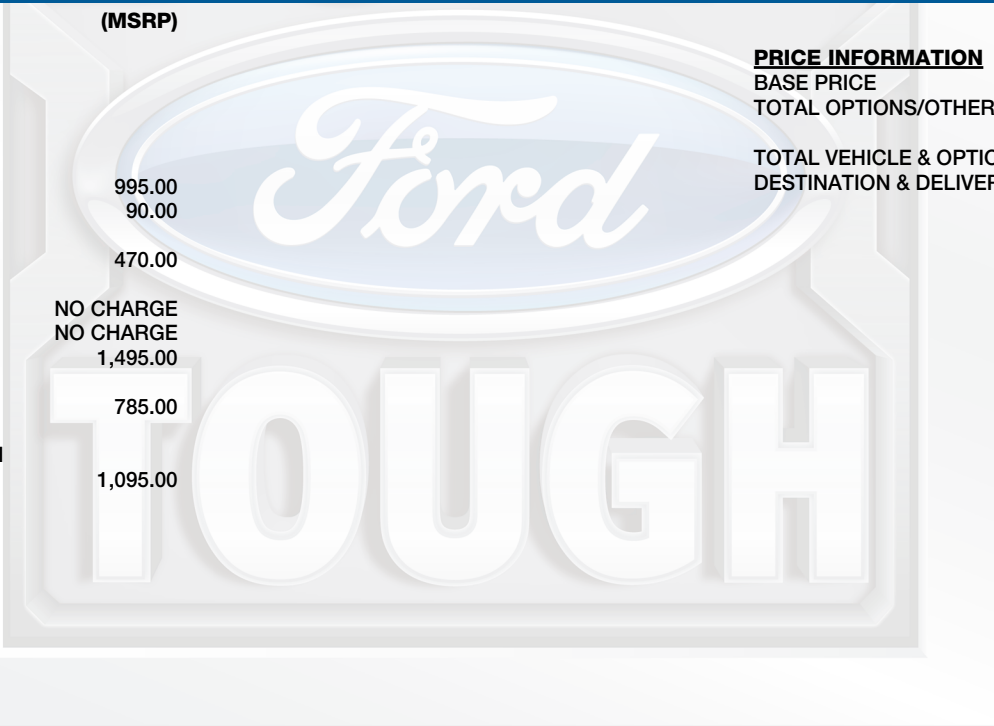 (MSRP)
995.00
90.00
470.00
NO CHARGE
NO CHARGE
1,495.00
785.00
1,095.00
PRICE INFORMATION
BASE PRICE
TOTAL OPTIONS/OTHER
TOTAL VEHICLE & OPTIO
DESTINATION & DELIVER
Ford
TOUGH